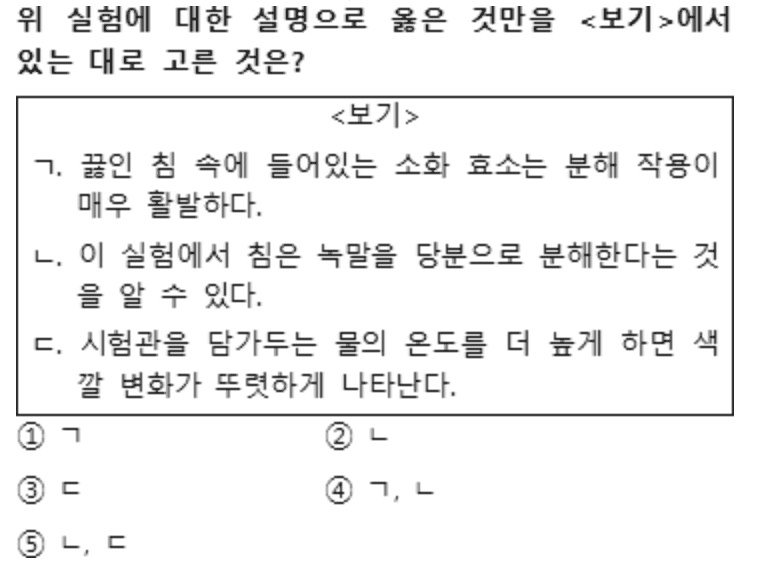 위 실험에 대한 설명으로 옳은 것만을 <보기>에서
있는 대로 고른 것은?
<보기>
ㄱ. 끓인 침 속에 들어있는 소화 효소는 분해 작용이
매우 활발하다.
ㄴ. 이 실험에서 침은 녹말을 당분으로 분해한다는 것
을 알 수 있다.
ㄷ. 시험관을 담가두는 물의 온도를 더 높게 하면 색
깔 변화가 뚜렷하게 나타난다.
① ㄱ ② ㄴ
③ ㄷ ④ ㄱ, ㄴ
⑤ ㄴ, ㄷ